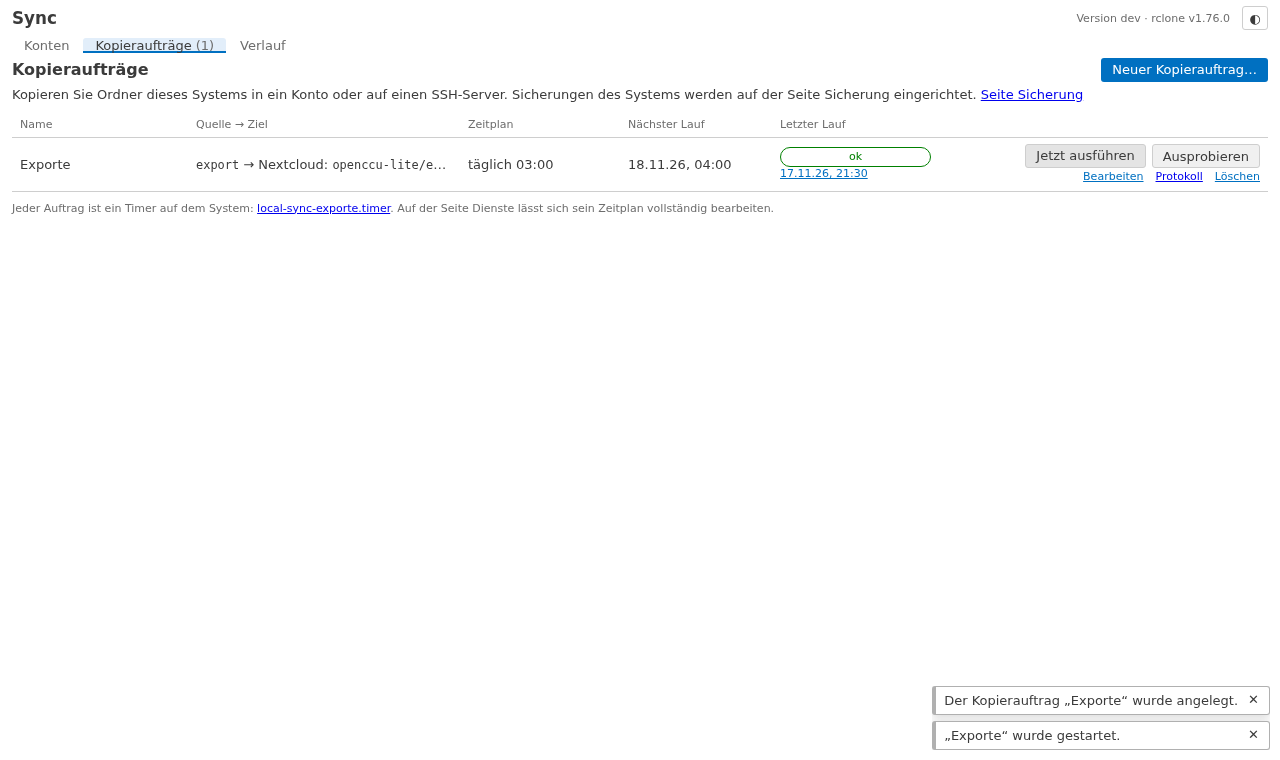 Sync
Version dev · rclone v1.76.0
◐
Konten
Kopieraufträge (1)
Verlauf
Kopieraufträge
Neuer Kopierauftrag…
Kopieren Sie Ordner dieses Systems in ein Konto oder auf einen SSH-Server. Sicherungen des Systems werden auf der Seite Sicherung eingerichtet. Seite Sicherung
Name
Quelle → Ziel
Zeitplan
Nächster Lauf
Letzter Lauf
Exporte
export → Nextcloud: openccu-lite/e…
täglich 03:00
18.11.26, 04:00
ok
17.11.26, 21:30
Jetzt ausführen
Ausprobieren
Bearbeiten
Protokoll
Löschen
Jeder Auftrag ist ein Timer auf dem System: local-sync-exporte.timer. Auf der Seite Dienste lässt sich sein Zeitplan vollständig bearbeiten.
Der Kopierauftrag „Exporte“ wurde angelegt. ✕
„Exporte“ wurde gestartet. ✕